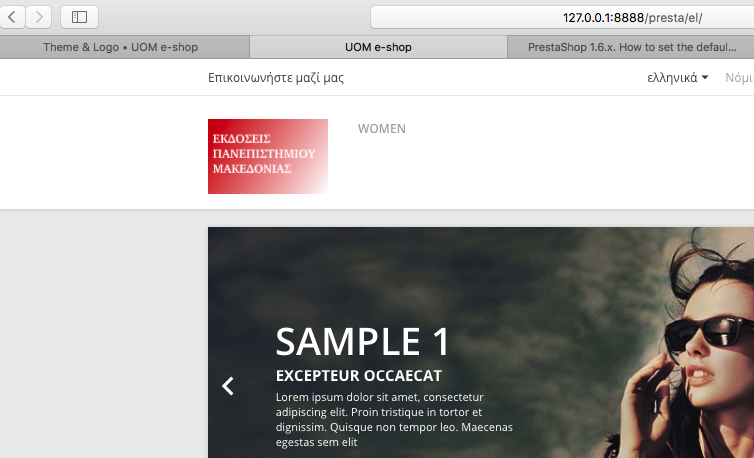 127.0.0.1:8888/presta/el/
Theme & Logo • UOM e-shop
UOM e-shop
PrestaShop 1.6.x. How to set the defaul...
Επικοινωνήστε μαζί μας
ελληνικά
ΕΚΔΟΣΕΙΣ
ΠΑΝΕΠΙΣΤΗΜΙΟΥ
ΜΑΚΕΔΟΝΙΑΣ
WOMEN
SAMPLE 1
EXCEPTEUR OCCAECAT
Lorem ipsum dolor sit amet, consectetur
adipiscing elit. Proin tristique in tortor et
dignissim. Quisque non tempor leo. Maecenas
egestas sem elit